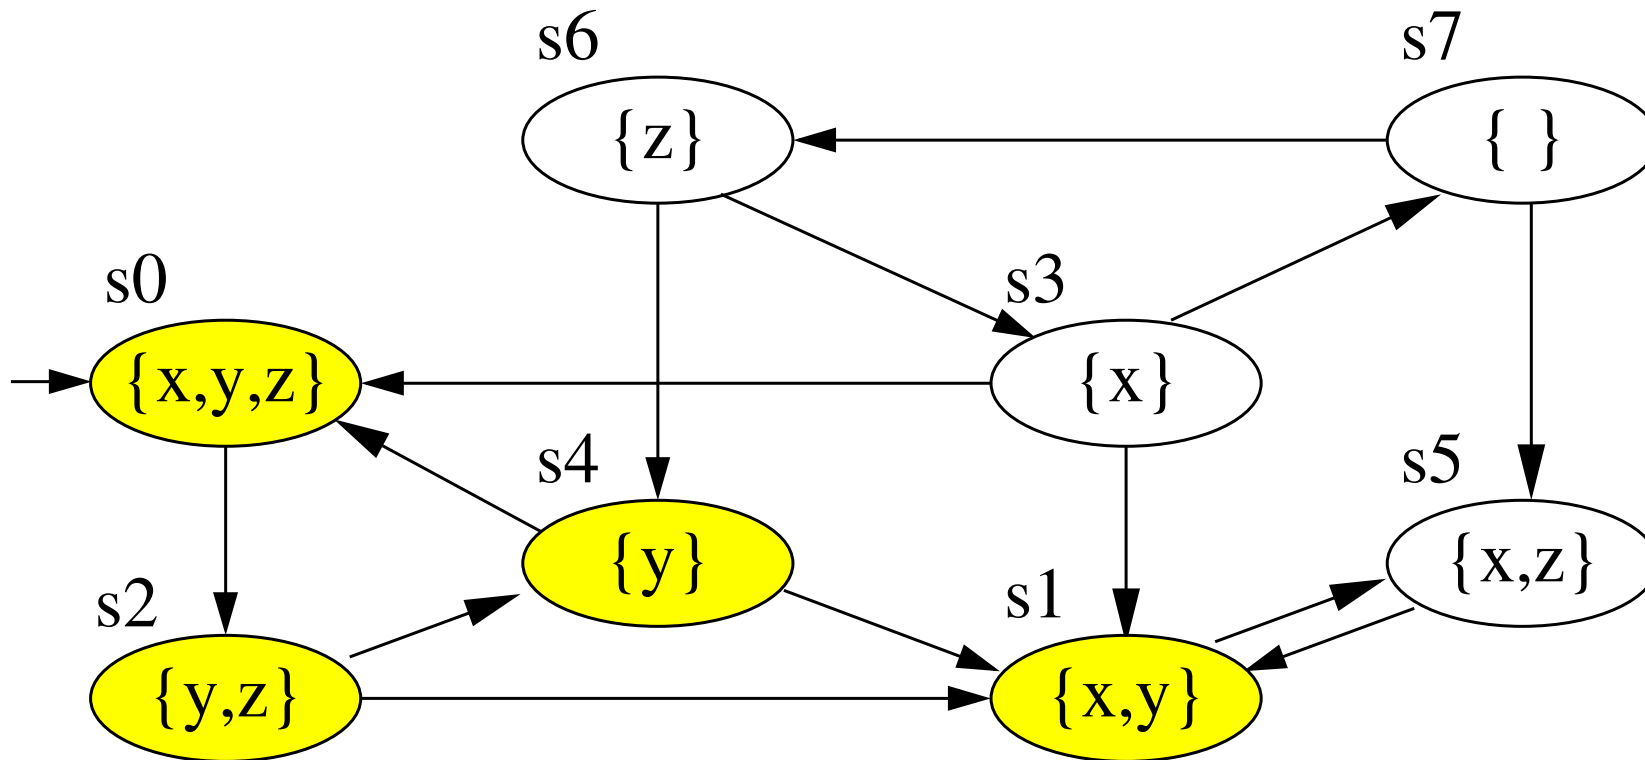 s6
s7
{z}
{ }
s0
s3
{x,y,z}
{x}
s4
s5
{y}
{x,z}
s2
s1
{y,z}
{x,y}